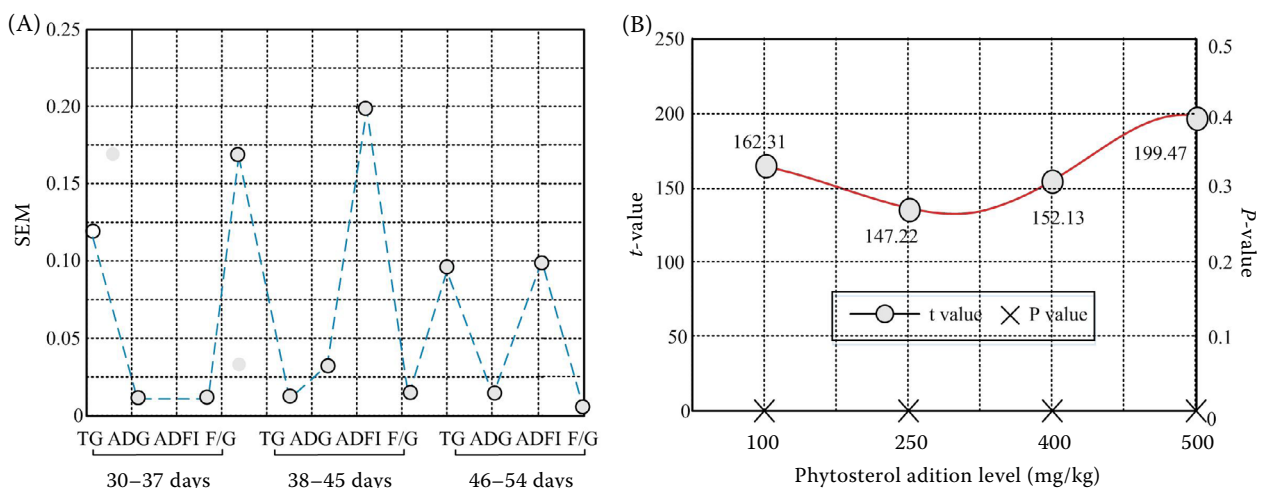 (A)
0.25
0.20
0.15
0.10
0.05
0
SEM
TG ADG ADFI F/G TG ADG ADFI F/G TG ADG ADFI F/G
30–37 days 38–45 days 46–54 days
(B)
250
200
150
100
50
0
t-value
0.5
0.4
0.3
0.2
0.1
0
P-value
162.31
147.22
152.13
199.47
t value P value
100 250 400 500
Phytosterol adition level (mg/kg)